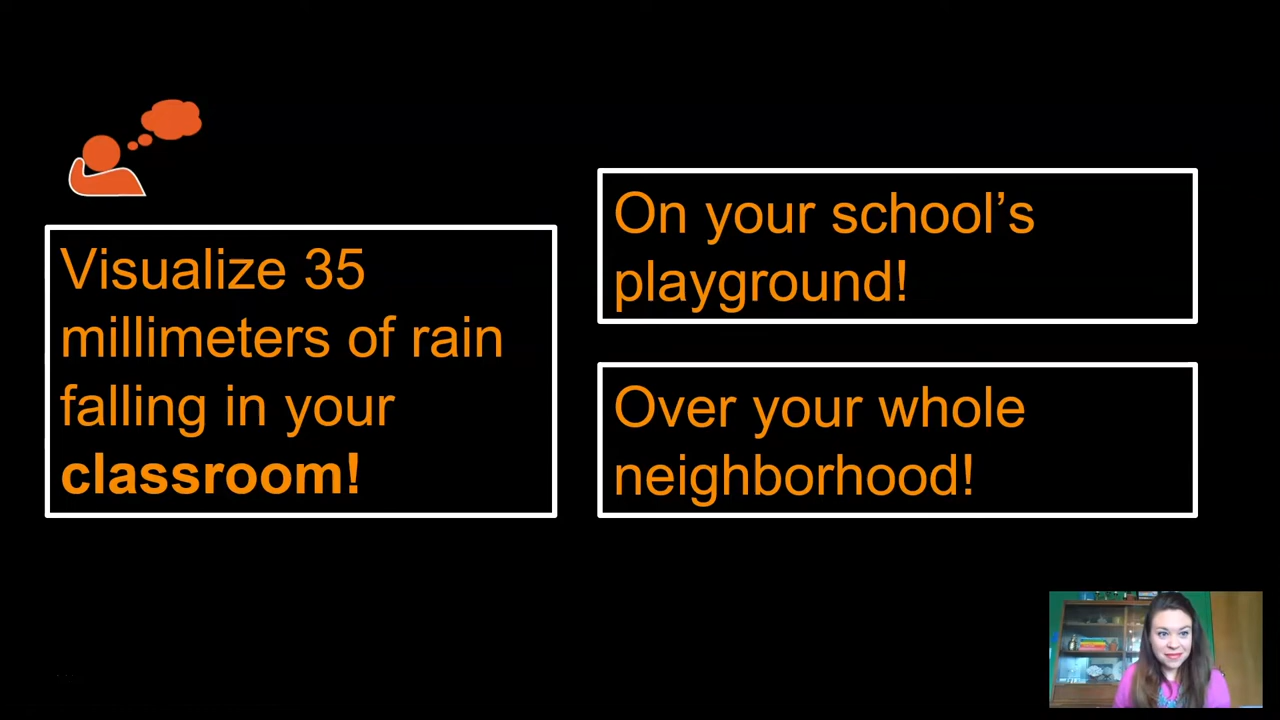 Visualize 35
millimeters of rain
falling in your
classroom!
On your school’s
playground!
Over your whole
neighborhood!